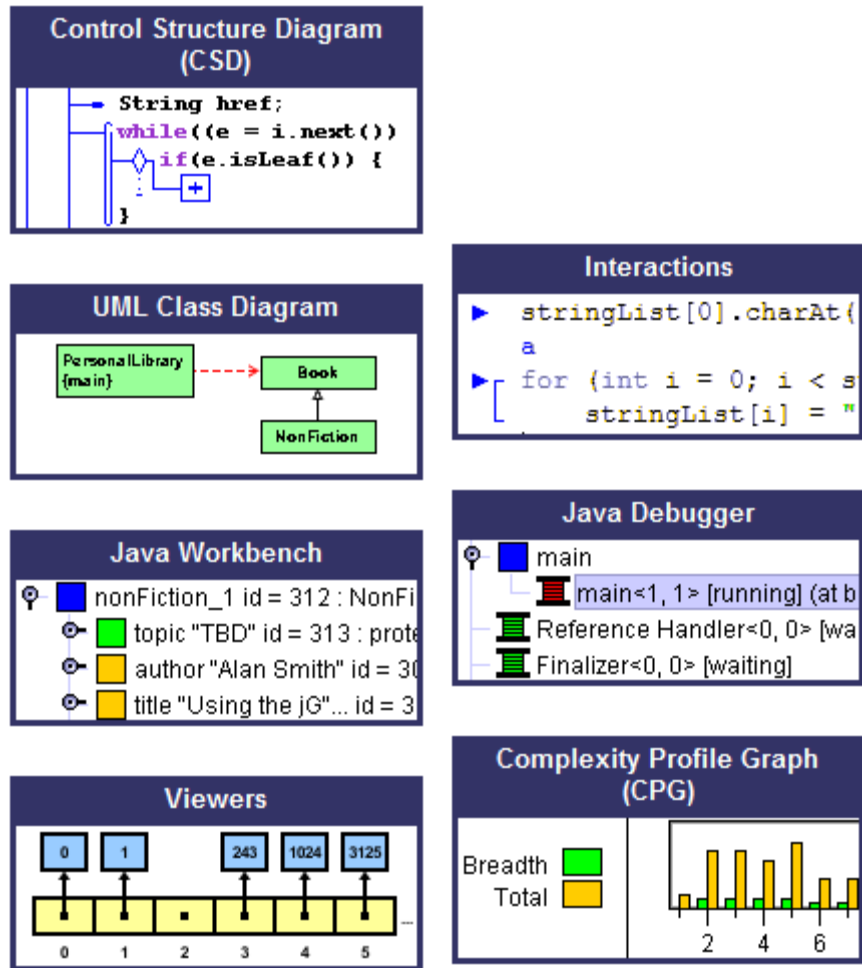 Control Structure Diagram
(CSD)
String href;
while((e = i.next())
if(e.isLeaf()) {
}
UML Class Diagram
PersonalLibrary
{main}
Book
NonFiction
Java Workbench
nonFiction_1 id = 312 : NonFi
topic "TBD" id = 313 : prote
author "Alan Smith" id = 30
title "Using the jG"... id = 3
Viewers
0 1 243 1024 3125
...
0 1 2 3 4 5
Interactions
stringList[0].charAt(
a
for (int i = 0; i < st
stringList[i] = "
Java Debugger
main
main<1, 1> [running] (at b
Reference Handler<0, 0> [wa
Finalizer<0, 0> [waiting]
Complexity Profile Graph
(CPG)
Breadth
Total
2 4 6